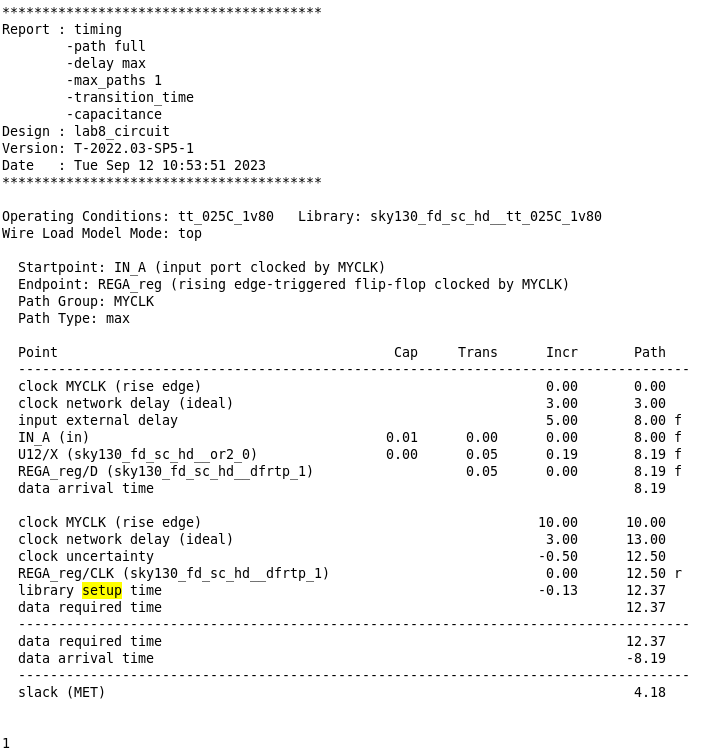 ****************************************
Report : timing
        -path full
        -delay max
        -max_paths 1
        -transition_time
        -capacitance
Design : lab8_circuit
Version: T-2022.03-SP5-1
Date   : Tue Sep 12 10:53:51 2023
****************************************

Operating Conditions: tt_025C_1v80   Library: sky130_fd_sc_hd__tt_025C_1v80
Wire Load Model Mode: top

  Startpoint: IN_A (input port clocked by MYCLK)
  Endpoint: REGA_reg (rising edge-triggered flip-flop clocked by MYCLK)
  Path Group: MYCLK
  Path Type: max

  Point                                          Cap     Trans      Incr       Path
  ------------------------------------------------------------------------------------
  clock MYCLK (rise edge)                                           0.00       0.00
  clock network delay (ideal)                                       3.00       3.00
  input external delay                                              5.00       8.00 f
  IN_A (in)                                     0.01      0.00      0.00       8.00 f
  U12/X (sky130_fd_sc_hd__or2_0)                0.00      0.05      0.19       8.19 f
  REGA_reg/D (sky130_fd_sc_hd__dfrtp_1)                   0.05      0.00       8.19 f
  data arrival time                                                            8.19

  clock MYCLK (rise edge)                                          10.00      10.00
  clock network delay (ideal)                                       3.00      13.00
  clock uncertainty                                                -0.50      12.50
  REGA_reg/CLK (sky130_fd_sc_hd__dfrtp_1)                           0.00      12.50 r
  library setup time                                               -0.13      12.37
  data required time                                                          12.37
  ------------------------------------------------------------------------------------
  data required time                                                          12.37
  data arrival time                                                           -8.19
  ------------------------------------------------------------------------------------
  slack (MET)                                                                  4.18

1